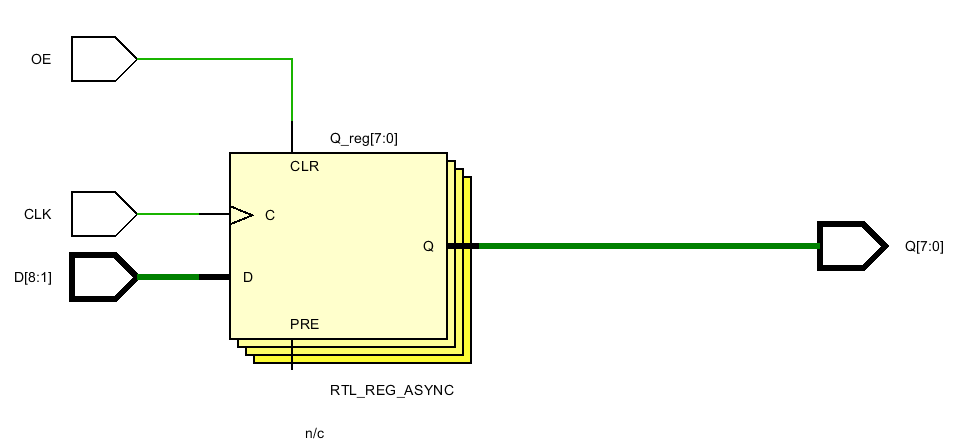 OE
Q_reg[7:0]
CLR
CLK
C
Q
Q[7:0]
D[8:1]
D
PRE
RTL_REG_ASYNC
n/c